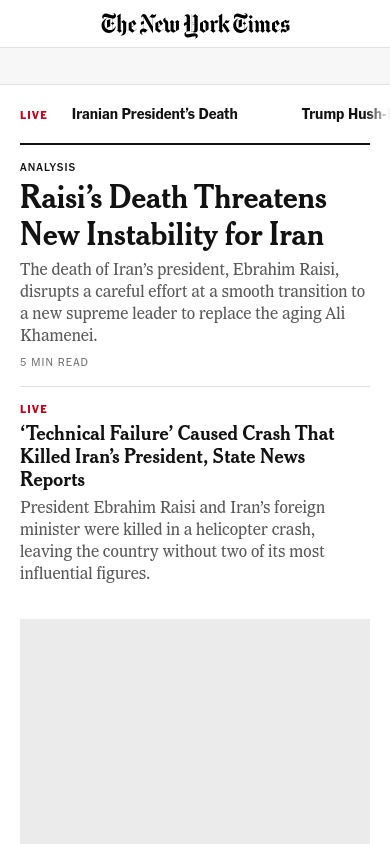 The New York Times
LIVE Iranian President’s Death Trump Hush-
ANALYSIS
Raisi’s Death Threatens
New Instability for Iran
The death of Iran’s president, Ebrahim Raisi,
disrupts a careful effort at a smooth transition to
a new supreme leader to replace the aging Ali
Khamenei.
5 MIN READ
LIVE
‘Technical Failure’ Caused Crash That
Killed Iran’s President, State News
Reports
President Ebrahim Raisi and Iran’s foreign
minister were killed in a helicopter crash,
leaving the country without two of its most
influential figures.